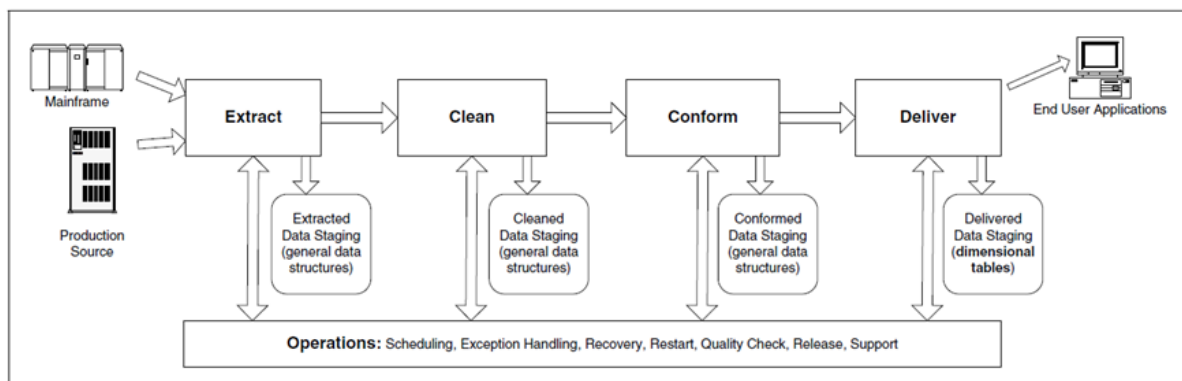 Mainframe
Production
Source
Extract
Clean
Conform
Deliver
End User Applications
Extracted
Data Staging
(general data
structures)
Cleaned
Data Staging
(general data
structures)
Conformed
Data Staging
(general data
structures)
Delivered
Data Staging
(dimensional
tables)
Operations: Scheduling, Exception Handling, Recovery, Restart, Quality Check, Release, Support